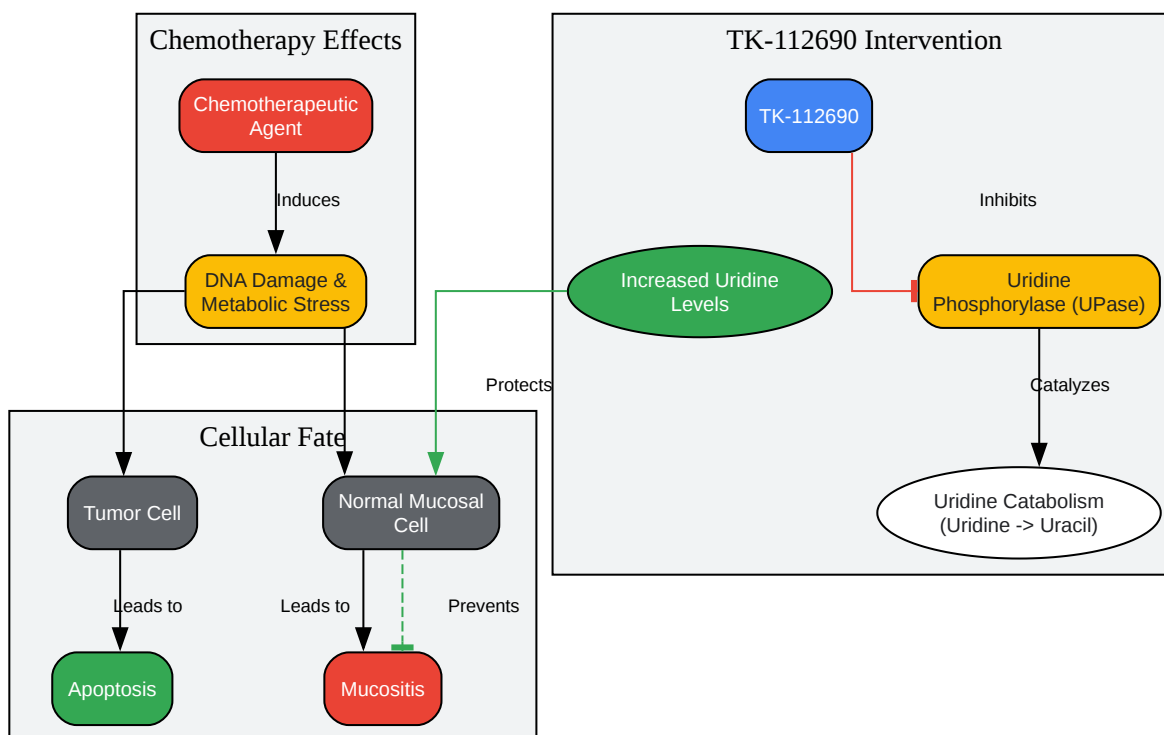 Chemotherapy Effects
TK-112690 Intervention
Chemotherapeutic
Agent
TK-112690
Induces
Inhibits
DNA Damage &
Metabolic Stress
Increased Uridine
Levels
Uridine
Phosphorylase (UPase)
Protects
Catalyzes
Cellular Fate
Tumor Cell
Normal Mucosal
Cell
Uridine Catabolism
(Uridine -> Uracil)
Leads to
Leads to
Prevents
Apoptosis
Mucositis